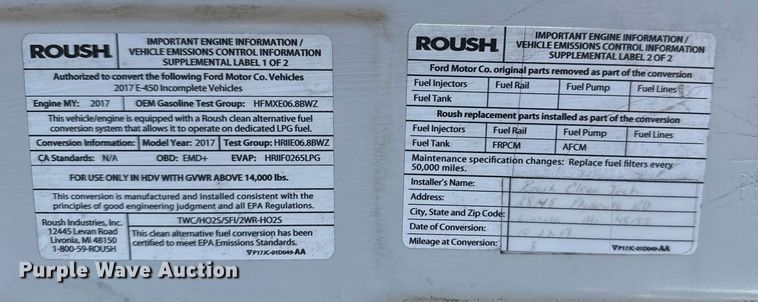 ROUSH
IMPORTANT ENGINE INFORMATION /
VEHICLE EMISSIONS CONTROL INFORMATION
SUPPLEMENTAL LABEL 1 OF 2
Authorized to convert the following Ford Motor Co. Vehicles
2017 E-450 Incomplete Vehicles
Engine MY: 2017 OEM Gasoline Test Group: HFMXE06.8BWZ
This vehicle/engine is equipped with a Roush clean alternative fuel
conversion system that allows it to operate on dedicated LPG fuel.
Conversion Information: Model Year: 2017 Test Group: HRIIE06.8BWZ
CA Standards: N/A OBD: EMD+ EVAP: HRIIF0265LPG
FOR USE ONLY IN HDV WITH GVWR ABOVE 14,000 lbs.
This conversion is manufactured and installed consistent with the
principles of good engineering judgment and all EPA Regulations.
Roush Industries, Inc.
12445 Levan Road
Livonia, MI 48150
1-800-59-ROUSH
TWC/HO2S/SFI/2WR-HO2S
This clean alternative fuel conversion has been
certified to meet EPA Emissions Standards.
P17JC-01D049-AA
ROUSH
IMPORTANT ENGINE INFORMATION /
VEHICLE EMISSIONS CONTROL INFORMATION
SUPPLEMENTAL LABEL 2 OF 2
Ford Motor Co. original parts removed as part of the conversion
Fuel Injectors Fuel Rail Fuel Pump Fuel Lines
Fuel Tank
Roush replacement parts installed as part of the conversion
Fuel Injectors Fuel Rail Fuel Pump Fuel Lines
Fuel Tank FRPCM AFCM
Maintenance specification changes: Replace fuel filters every
50,000 miles.
Installer's Name: Roush Clean Tech
Address: RD
City, State and Zip Code:
Date of Conversion:
Mileage at Conversion: 3
P17JC-01D049-AA
Purple Wave Auction